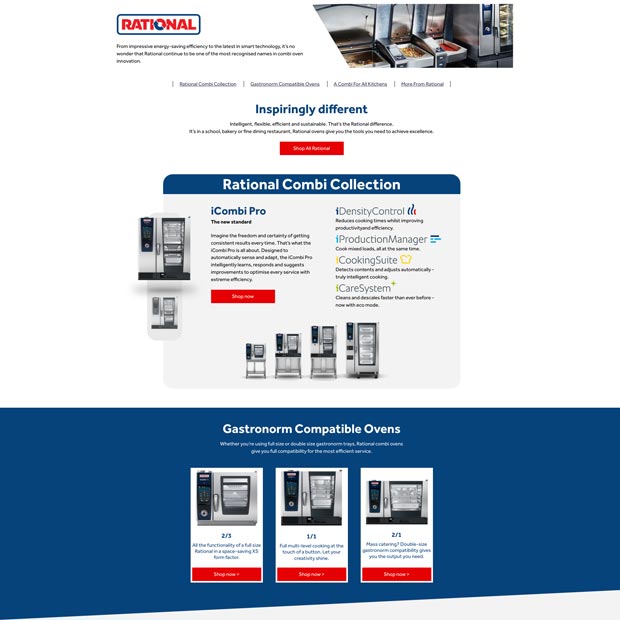 RATIONAL
From impressive energy-saving efficiency to the latest in smart technology, it's no
wonder that Rational continue to be one of the most recognised names in combi oven
innovation.
| Rational Combi Collection | Gastronorm Compatible Ovens | A Combi For All Kitchens | More From Rational |
Inspiringly different
Intelligent, flexible, efficient and sustainable. That's the Rational difference.
It's in a school, bakery or fine dining restaurant, Rational ovens give you the tools you need to achieve excellence.
Shop All Rational
Rational Combi Collection
iCombi Pro
The new standard
Imagine the freedom and certainty of getting
consistent results every time. That's what the
iCombi Pro is all about. Designed to
automatically sense and adapt, the iCombi Pro
intelligently learns, responds and suggests
improvements to optimise every service with
extreme efficiency.
Shop now
iDensityControl
Reduces cooking times whilst improving
productivity and efficiency.
iProductionManager
Cook mixed loads, all at the same time.
iCookingSuite
Detects contents and adjusts automatically -
truly intelligent cooking.
iCareSystem
Cleans and descales faster than ever before -
now with eco mode.
Gastronorm Compatible Ovens
Whether you're using full size or double size gastronorm trays, Rational combi ovens
give you full compatibility for the most efficient service.
2/3
All the functionality of a full size
Rational in a space-saving XS
form factor.
Shop now >
1/1
Full multi-level cooking at the
touch of a button. Let your
creativity shine.
Shop now >
2/1
Mass catering? Double-size
gastronorm compatibility gives
you the output you need.
Shop now >